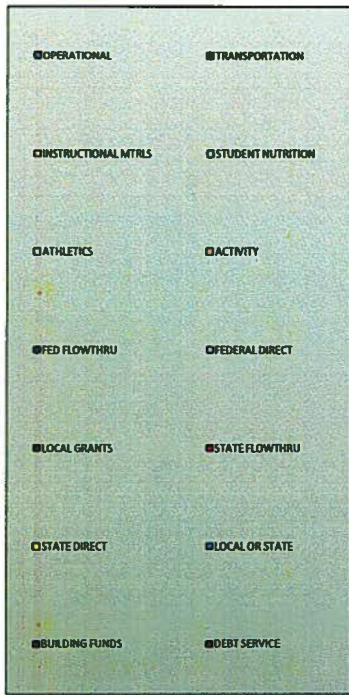 OPERATIONAL TRANSPORTATION
INSTRUCTIONAL MTRLS STUDENT NUTRITION
ATHLETICS ACTIVITY
FED FLOWTHRU FEDERAL DIRECT
LOCAL GRANTS STATE FLOWTHRU
STATE DIRECT LOCAL OR STATE
BUILDING FUNDS DEBT SERVICE